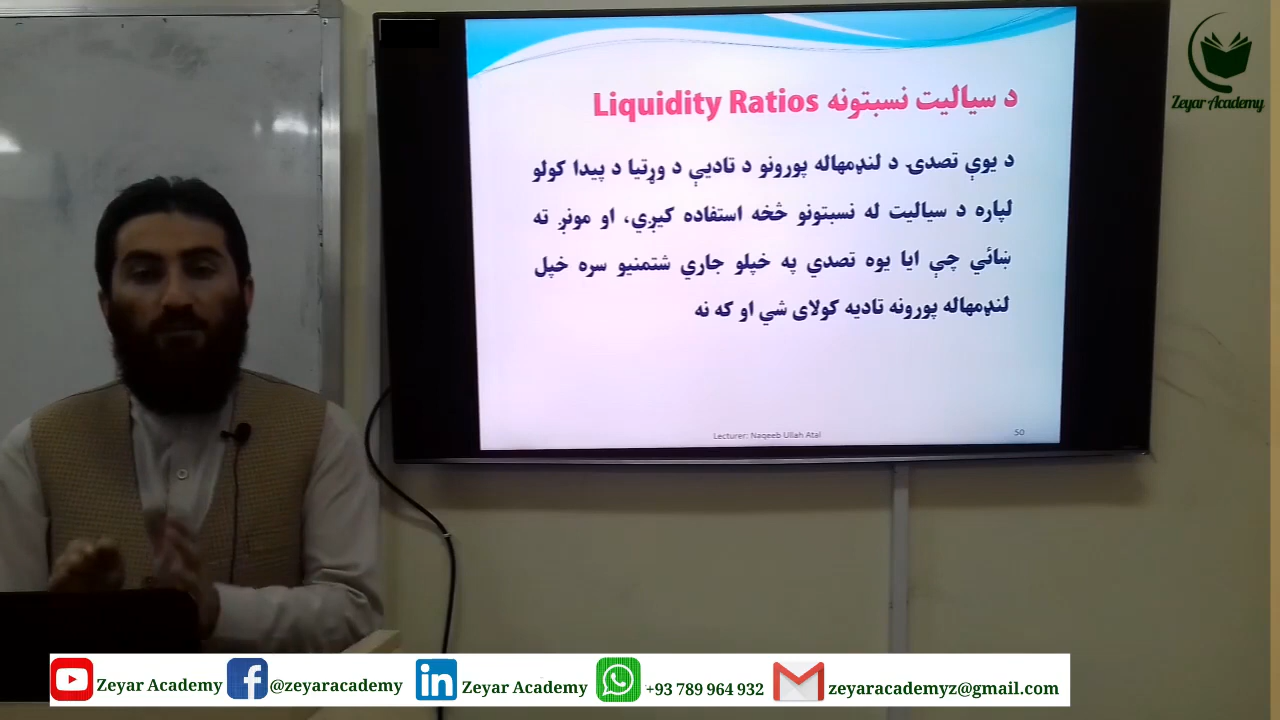 Zeyar Academy
د سيالیت نسبتونه Liquidity Ratios
د یوې تصدۍ د لنډمهاله پورونو د تادیې د وړتیا د پیدا کولو
لپاره د سیالیت له نسبتونو څخه استفاده کیږي، او مونږ ته
ښائي چې ایا یوه تصدي په خپلو جاري شتمنیو سره خپل
لنډمهاله پورونه تادیه کولای شي او که نه
Lecturer: Naqeeb Ullah Atal
50
Zeyar Academy
@zeyaracademy
Zeyar Academy
+93 789 964 932
zeyaracademyz@gmail.com